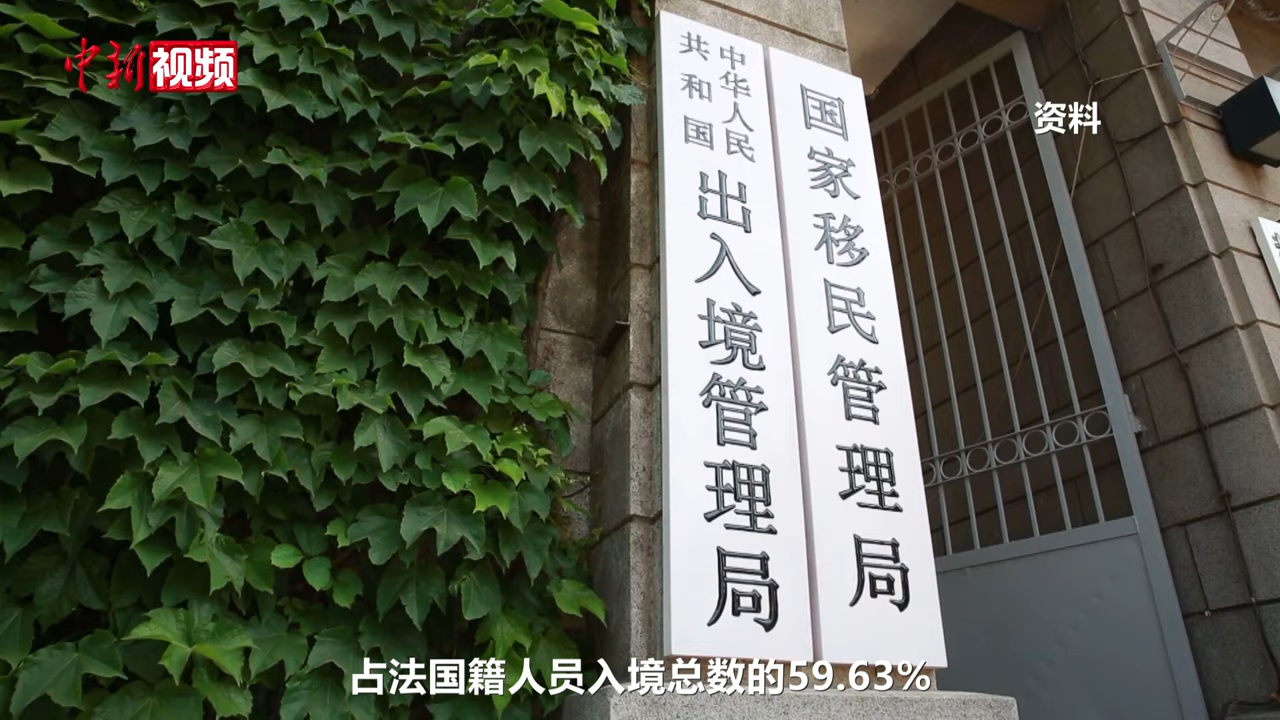 中新视频
资料
国家移民管理局
中华人民
共和国
出入境管理局
占法国籍人员入境总数的59.63%